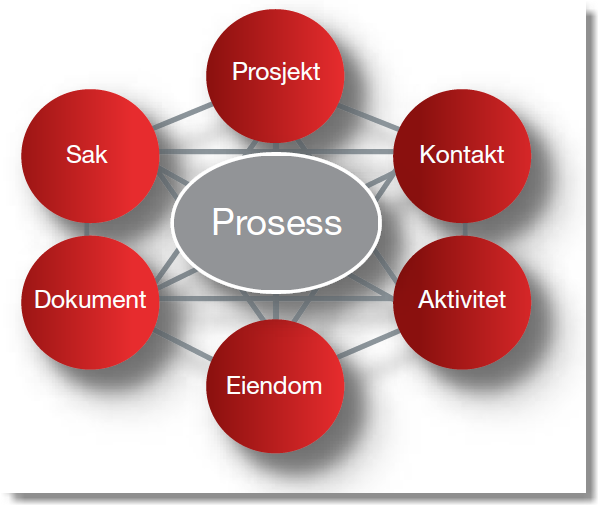 Prosjekt
Sak
Kontakt
Prosess
Dokument
Aktivitet
Eiendom